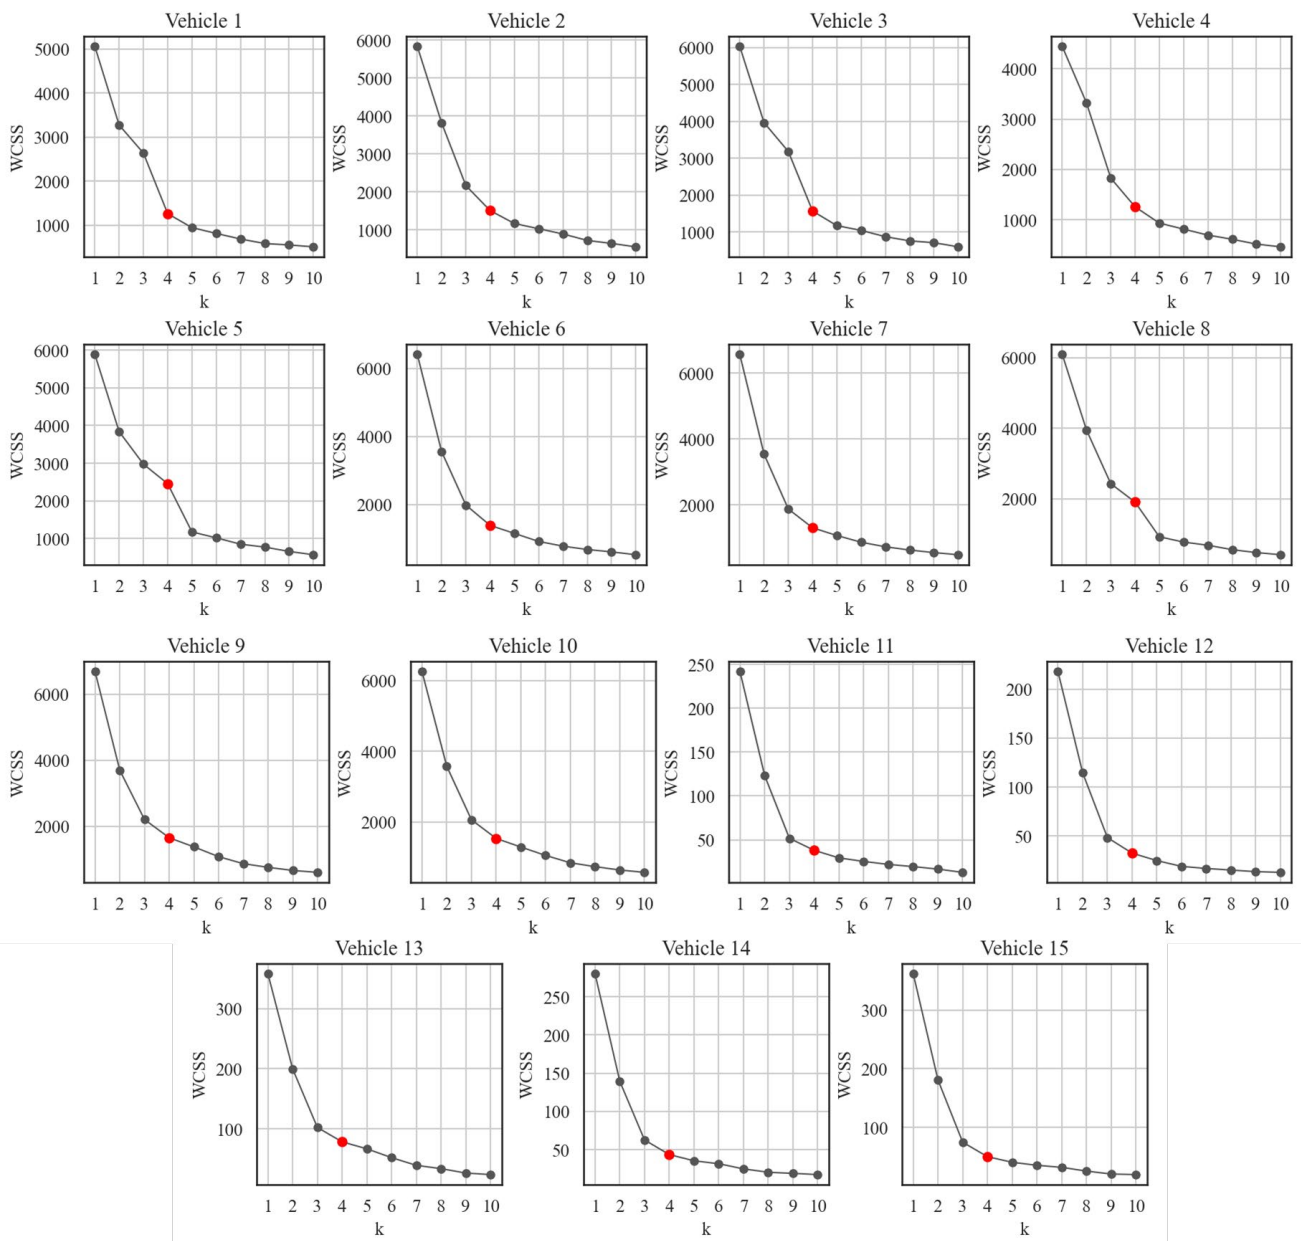 Vehicle 1 Vehicle 2 Vehicle 3 Vehicle 4
WCSS 5000 4000 3000 2000 1000
WCSS 6000 5000 4000 3000 2000 1000
WCSS 6000 5000 4000 3000 2000 1000
WCSS 4000 3000 2000 1000
1 2 3 4 5 6 7 8 9 10 1 2 3 4 5 6 7 8 9 10 1 2 3 4 5 6 7 8 9 10 1 2 3 4 5 6 7 8 9 10
k k k k
Vehicle 5 Vehicle 6 Vehicle 7 Vehicle 8
WCSS 6000 5000 4000 3000 2000 1000
WCSS 6000 4000 2000
WCSS 6000 4000 2000
WCSS 6000 4000 2000
1 2 3 4 5 6 7 8 9 10 1 2 3 4 5 6 7 8 9 10 1 2 3 4 5 6 7 8 9 10 1 2 3 4 5 6 7 8 9 10
k k k k
Vehicle 9 Vehicle 10 Vehicle 11 Vehicle 12
WCSS 6000 4000 2000
WCSS 6000 4000 2000
WCSS 250 200 150 100 50
WCSS 200 150 100 50
1 2 3 4 5 6 7 8 9 10 1 2 3 4 5 6 7 8 9 10 1 2 3 4 5 6 7 8 9 10 1 2 3 4 5 6 7 8 9 10
k k k k
Vehicle 13 Vehicle 14 Vehicle 15
WCSS 300 200 100
WCSS 250 200 150 100 50
WCSS 300 200 100
1 2 3 4 5 6 7 8 9 10 1 2 3 4 5 6 7 8 9 10 1 2 3 4 5 6 7 8 9 10
k k k